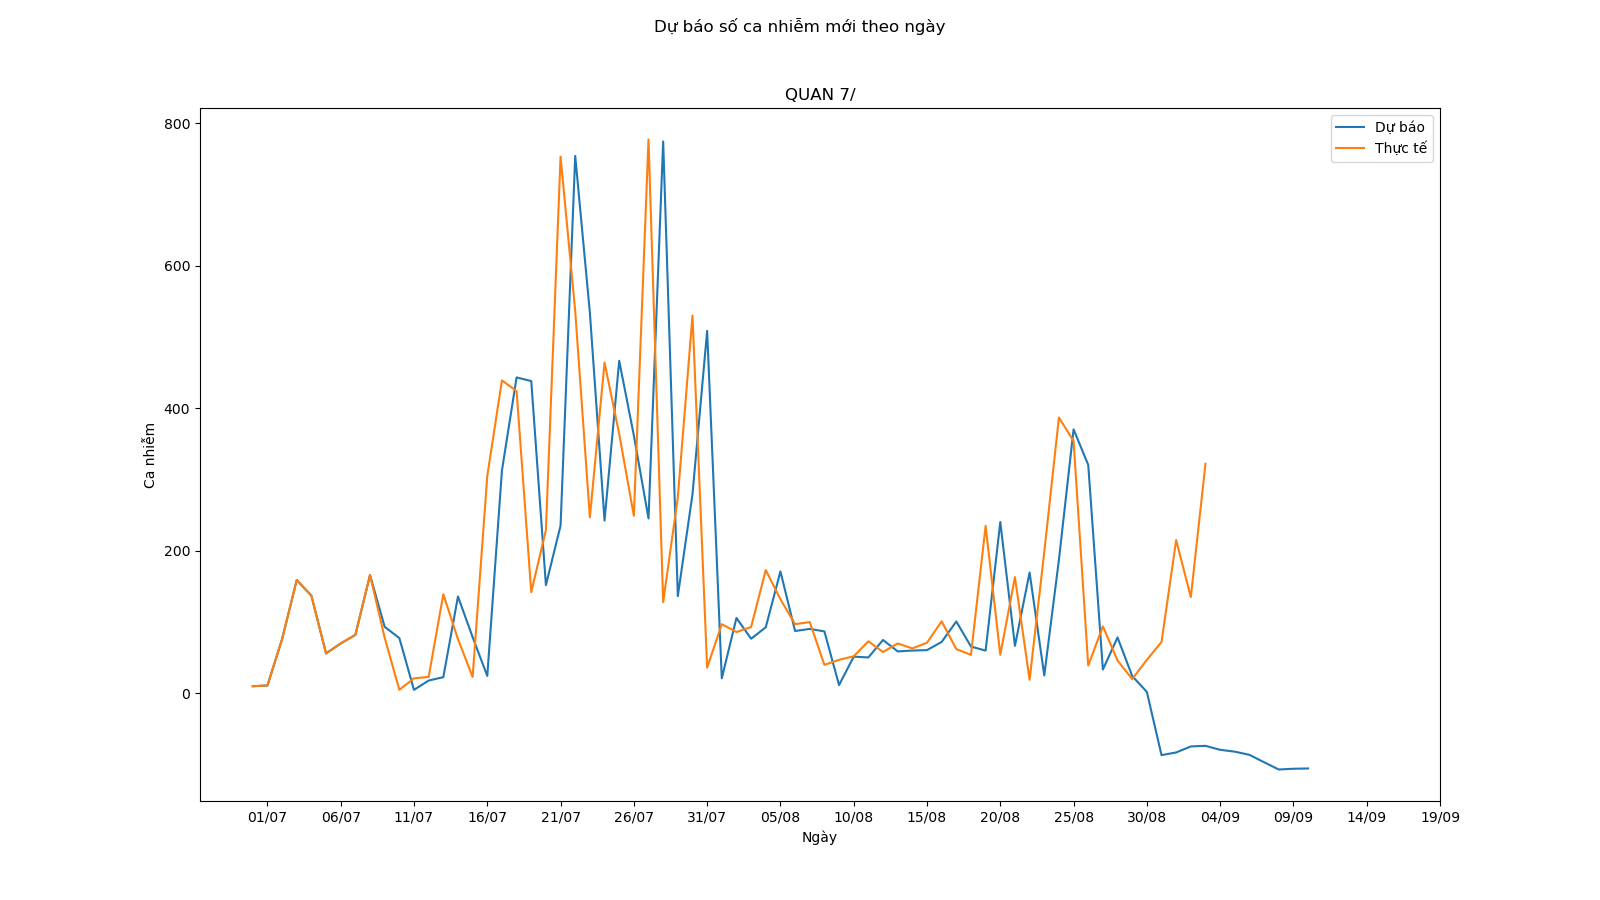 Dự báo số ca nhiễm mới theo ngày
QUAN 7/
Dự báo
Thực tế
800
600
400
200
0
Ca nhiễm
01/07 06/07 11/07 16/07 21/07 26/07 31/07 05/08 10/08 15/08 20/08 25/08 30/08 04/09 09/09 14/09 19/09
Ngày